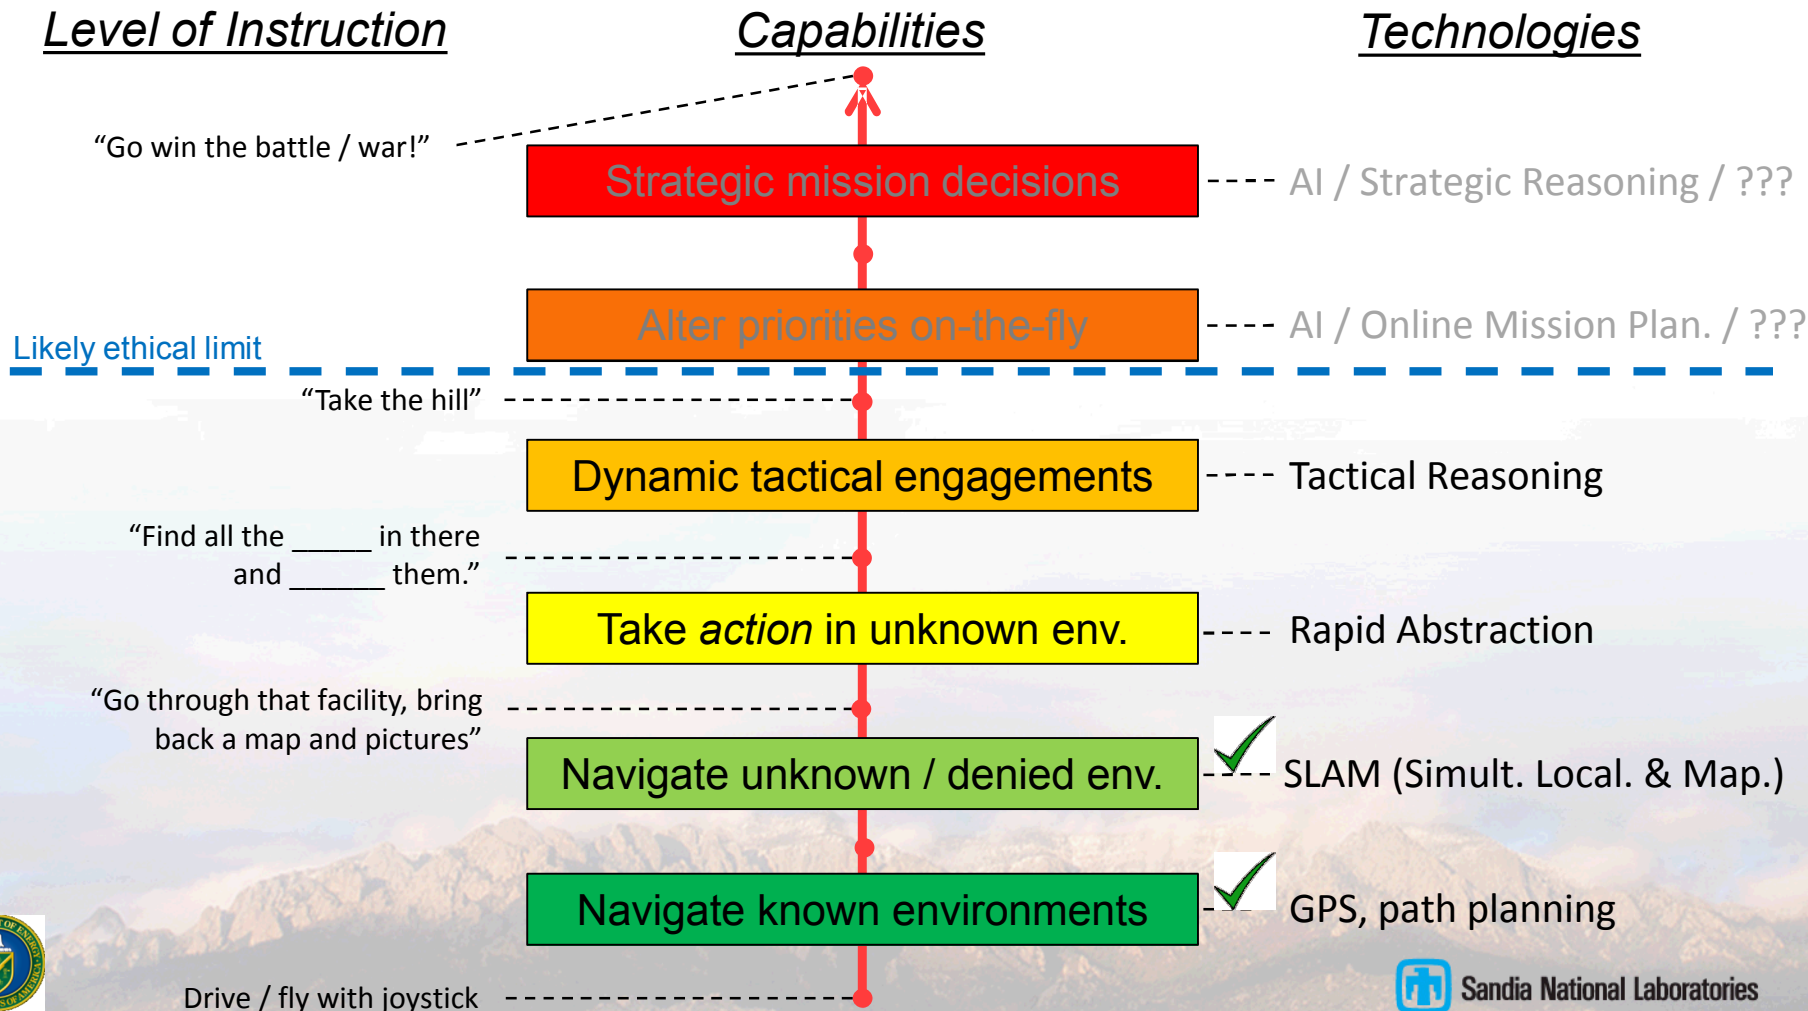 Level of Instruction
Capabilities
Technologies
“Go win the battle / war!”
Strategic mission decisions
AI / Strategic Reasoning / ???
Alter priorities on-the-fly
AI / Online Mission Plan. / ???
Likely ethical limit
“Take the hill”
Dynamic tactical engagements
Tactical Reasoning
“Find all the _____ in there
and ______ them.”
Take action in unknown env.
Rapid Abstraction
“Go through that facility, bring
back a map and pictures”
Navigate unknown / denied env.
SLAM (Simult. Local. & Map.)
Navigate known environments
GPS, path planning
Drive / fly with joystick
Sandia National Laboratories